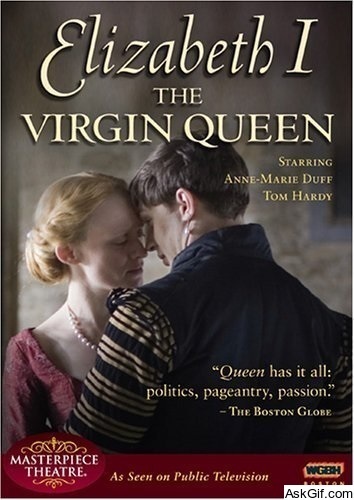 Elizabeth I
THE
VIRGIN QUEEN
STARRING
ANNE-MARIE DUFF
TOM HARDY
“Queen has it all:
politics, pageantry, passion.”
– THE BOSTON GLOBE
MASTERPIECE
THEATRE®
As Seen on Public Television
WGBH
BOSTON
AskGif.com